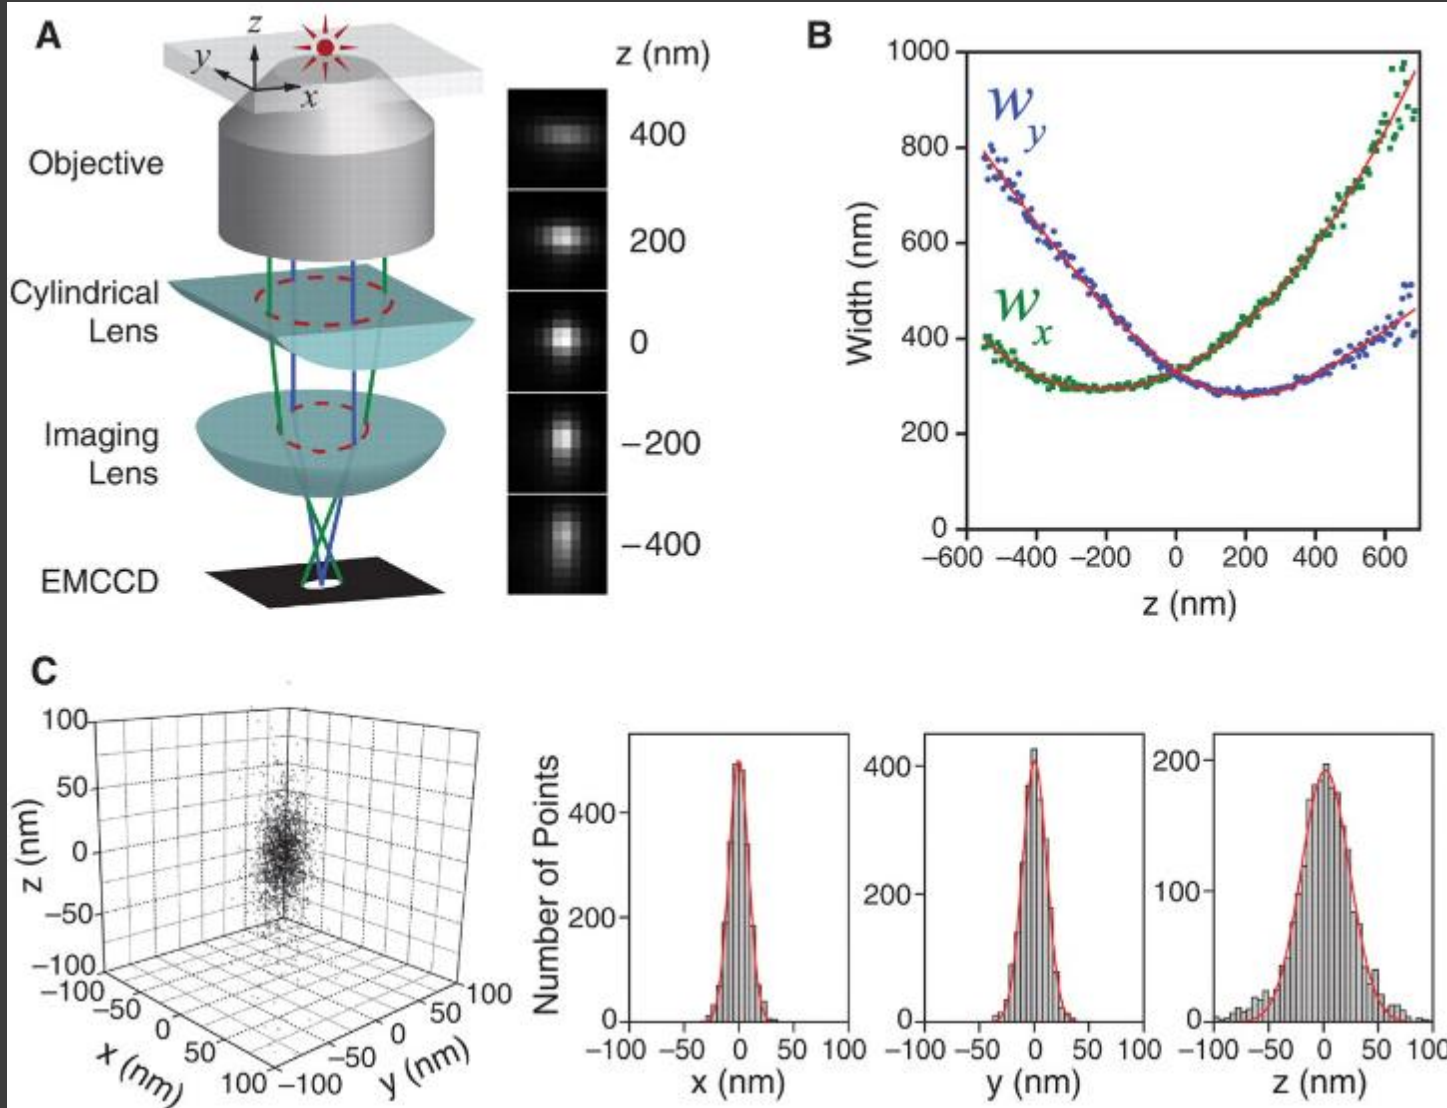 A
z
y
x
Objective
Cylindrical
Lens
Imaging
Lens
EMCCD
z (nm)
400
200
0
−200
−400
B
1000
800
600
400
200
0
Width (nm)
wy
wx
−600 −400 −200 0 200 400 600
z (nm)
C
100
50
0
−50
−100
z (nm)
−100
−50
0
50
100
x (nm)
−100
−50
0
50
100
y (nm)
Number of Points
400
200
0
−100 −50 0 50 100
x (nm)
400
200
0
−100 −50 0 50 100
y (nm)
200
100
0
−100 −50 0 50 100
z (nm)